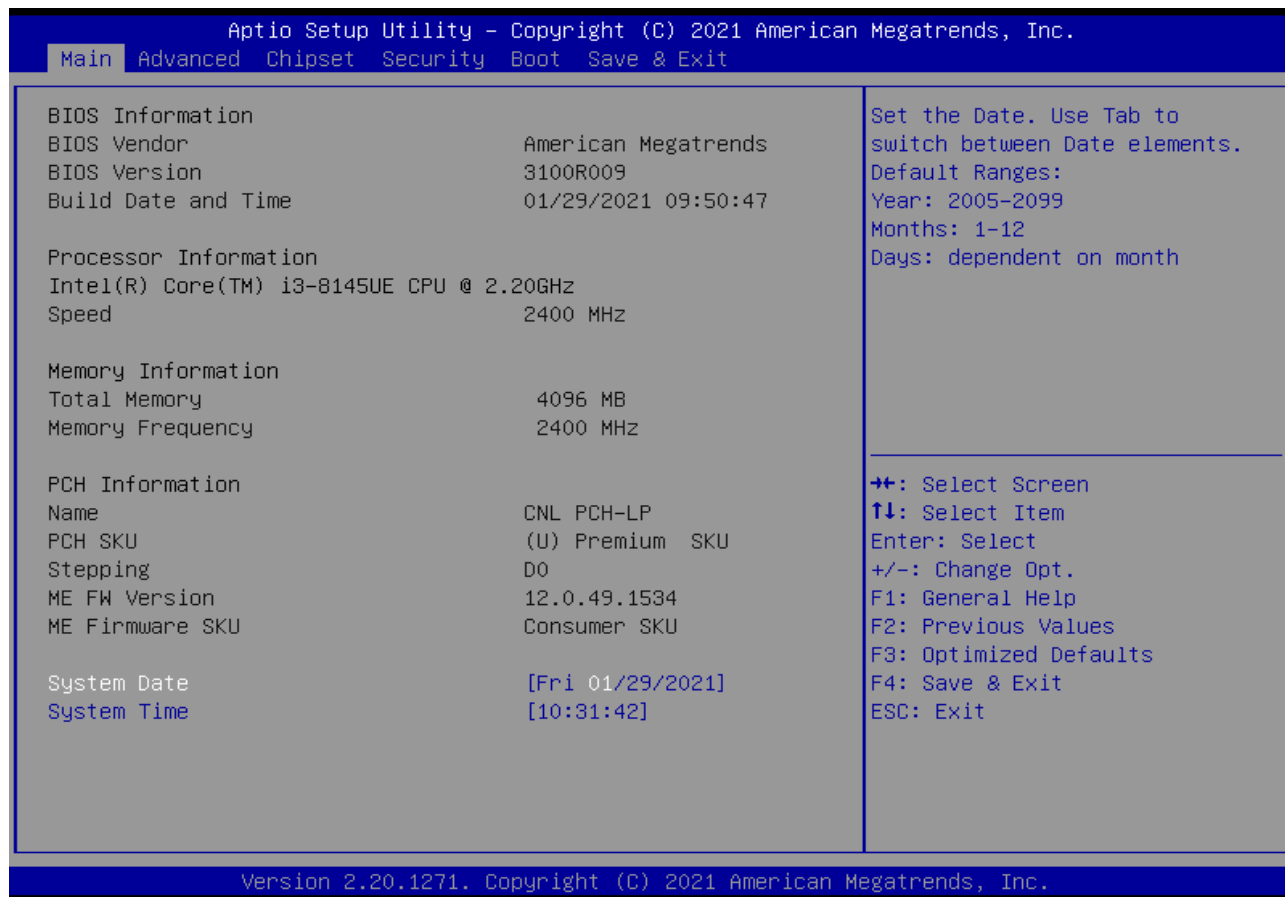 Aptio Setup Utility – Copyright (C) 2021 American Megatrends, Inc.
Main Advanced Chipset Security Boot Save & Exit
BIOS Information
BIOS Vendor American Megatrends
BIOS Version 3100R009
Build Date and Time 01/29/2021 09:50:47
Processor Information
Intel(R) Core(TM) i3-8145UE CPU @ 2.20GHz
Speed 2400 MHz
Memory Information
Total Memory 4096 MB
Memory Frequency 2400 MHz
PCH Information
Name CNL PCH-LP
PCH SKU (U) Premium SKU
Stepping D0
ME FW Version 12.0.49.1534
ME Firmware SKU Consumer SKU
System Date [Fri 01/29/2021]
System Time [10:31:42]
Set the Date. Use Tab to
switch between Date elements.
Default Ranges:
Year: 2005-2099
Months: 1-12
Days: dependent on month
→←: Select Screen
↑↓: Select Item
Enter: Select
+/-: Change Opt.
F1: General Help
F2: Previous Values
F3: Optimized Defaults
F4: Save & Exit
ESC: Exit
Version 2.20.1271. Copyright (C) 2021 American Megatrends, Inc.